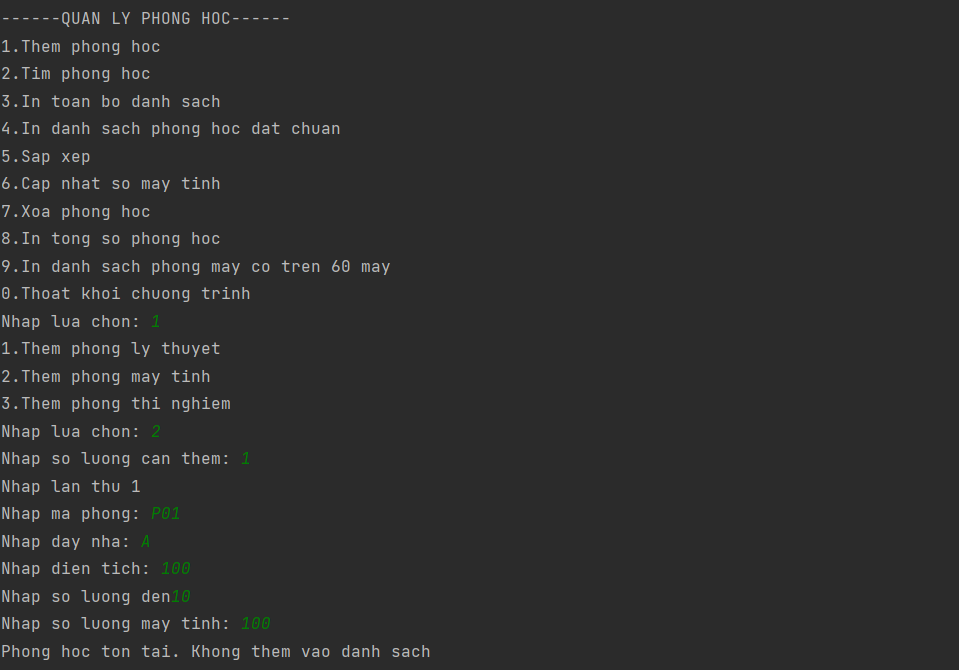 ------QUAN LY PHONG HOC------
1.Them phong hoc
2.Tim phong hoc
3.In toan bo danh sach
4.In danh sach phong hoc dat chuan
5.Sap xep
6.Cap nhat so may tinh
7.Xoa phong hoc
8.In tong so phong hoc
9.In danh sach phong may co tren 60 may
0.Thoat khoi chuong trinh
Nhap lua chon: 1
1.Them phong ly thuyet
2.Them phong may tinh
3.Them phong thi nghiem
Nhap lua chon: 2
Nhap so luong can them: 1
Nhap lan thu 1
Nhap ma phong: P01
Nhap day nha: A
Nhap dien tich: 100
Nhap so luong den10
Nhap so luong may tinh: 100
Phong hoc ton tai. Khong them vao danh sach